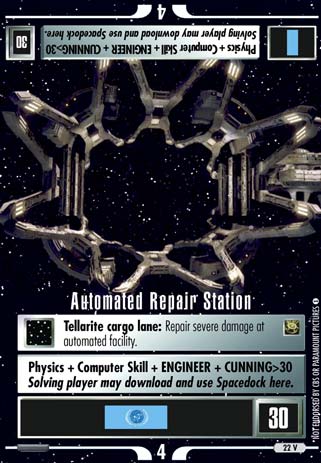 4
Physics + Computer Skill + ENGINEER + CUNNING>30
Solving player may download and use Spacedock here.
30
Automated Repair Station
Tellarite cargo lane: Repair severe damage at
automated facility.
Physics + Computer Skill + ENGINEER + CUNNING>30
Solving player may download and use Spacedock here.
30
4
22 V
*NOT ENDORSED BY CBS OR PARAMOUNT PICTURES